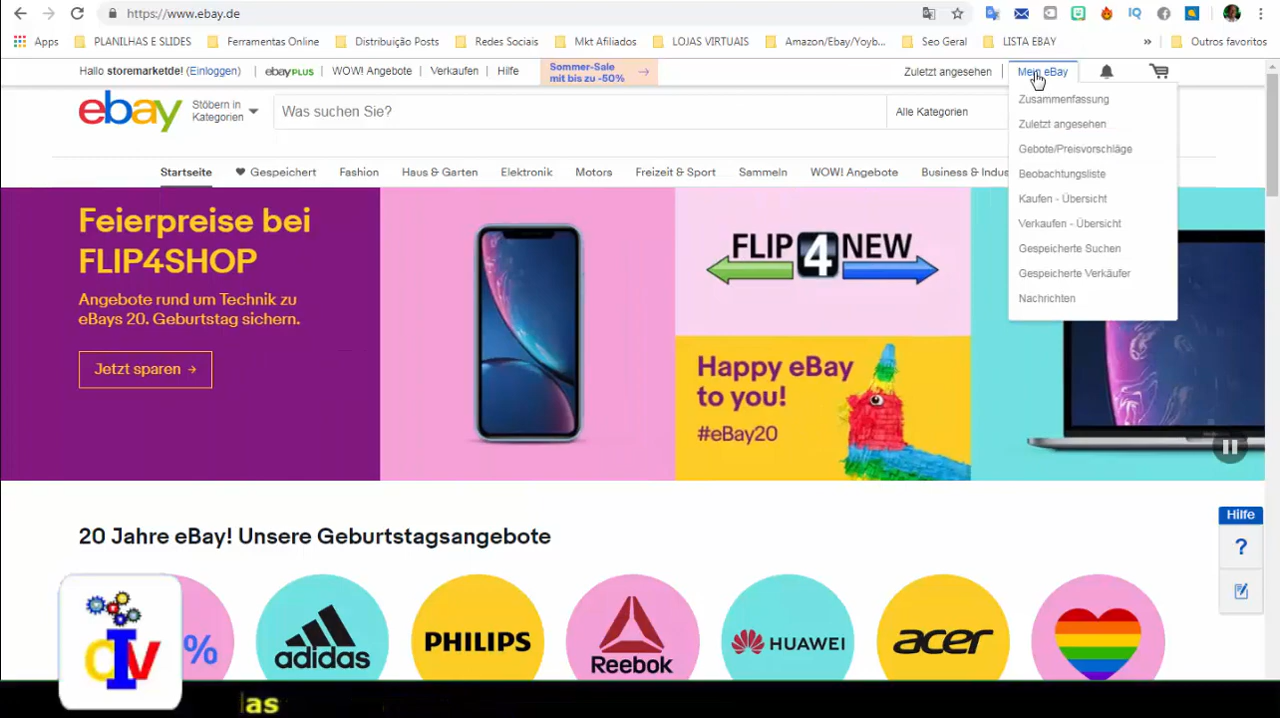 https://www.ebay.de
Apps PLANILHAS E SLIDES Ferramentas Online Distribuição Posts Redes Sociais Mkt Afiliados LOJAS VIRTUAIS Amazon/Ebay/Yoyb... Seo Geral LISTA EBAY » Outros favoritos
Hallo storemarketde! (Einloggen) ebayPLUS WOW! Angebote Verkaufen Hilfe
Sommer-Sale
mit bis zu -50%
Zuletzt angesehen Mein eBay
ebay
Stöbern in
Kategorien
Was suchen Sie? Alle Kategorien
Zusammenfassung
Zuletzt angesehen
Gebote/Preisvorschläge
Beobachtungsliste
Kaufen - Übersicht
Verkaufen - Übersicht
Gespeicherte Suchen
Gespeicherte Verkäufer
Nachrichten
Startseite Gespeichert Fashion Haus & Garten Elektronik Motors Freizeit & Sport Sammeln WOW! Angebote Business & Indus
Feierpreise bei
FLIP4SHOP
Angebote rund um Technik zu
eBays 20. Geburtstag sichern.
Jetzt sparen →
FLIP 4 NEW
Happy eBay
to you!
#eBay20
Hilfe
?
20 Jahre eBay! Unsere Geburtstagsangebote
%
adidas
PHILIPS
Reebok
HUAWEI
acer
dIv
as